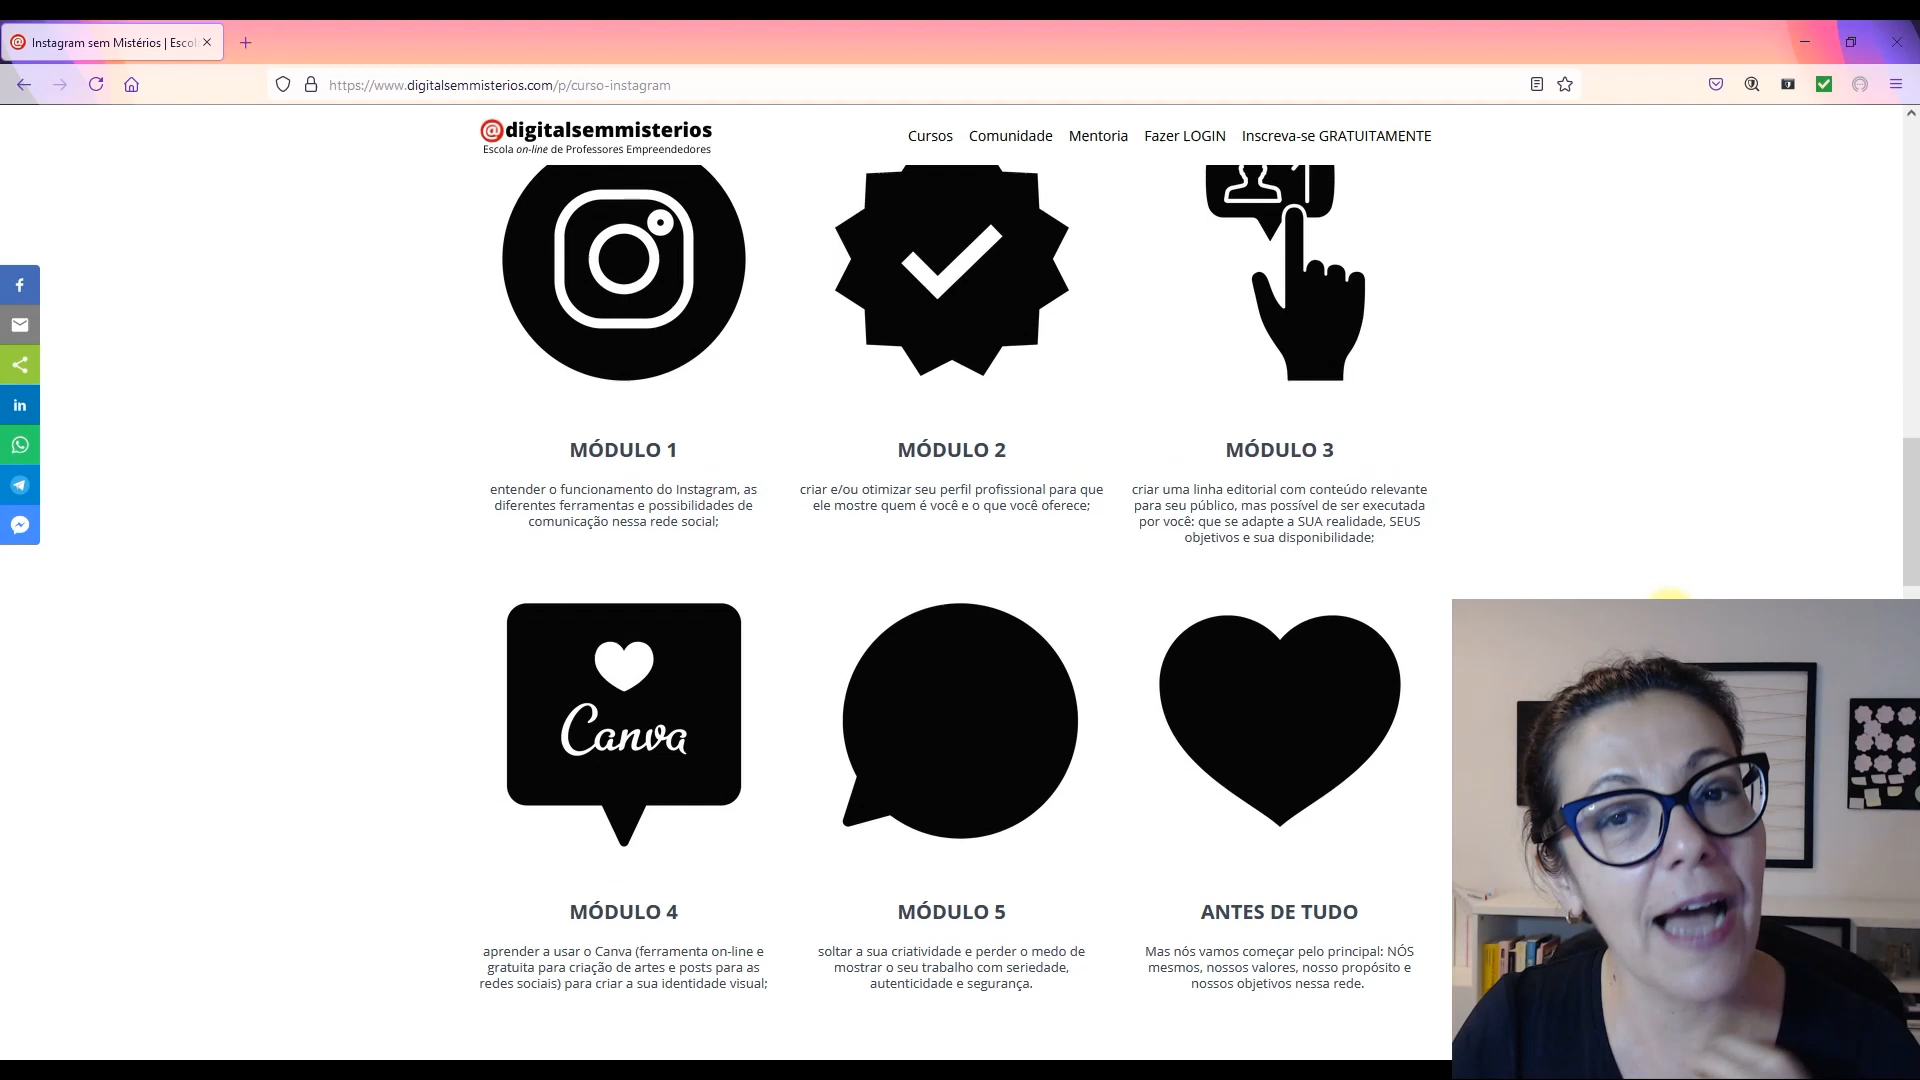 Instagram sem Mistérios | Escol
https://www.digitalsemmisterios.com/p/curso-instagram
@digitalsemmisterios
Escola on-line de Professores Empreendedores
Cursos Comunidade Mentoria Fazer LOGIN Inscreva-se GRATUITAMENTE
MÓDULO 1
entender o funcionamento do Instagram, as
diferentes ferramentas e possibilidades de
comunicação nessa rede social;
MÓDULO 2
criar e/ou otimizar seu perfil profissional para que
ele mostre quem é você e o que você oferece;
MÓDULO 3
criar uma linha editorial com conteúdo relevante
para seu público, mas possível de ser executada
por você: que se adapte a SUA realidade, SEUS
objetivos e sua disponibilidade;
Canva
MÓDULO 4
aprender a usar o Canva (ferramenta on-line e
gratuita para criação de artes e posts para as
redes sociais) para criar a sua identidade visual;
MÓDULO 5
soltar a sua criatividade e perder o medo de
mostrar o seu trabalho com seriedade,
autenticidade e segurança.
ANTES DE TUDO
Mas nós vamos começar pelo principal: NÓS
mesmos, nossos valores, nosso propósito e
nossos objetivos nessa rede.